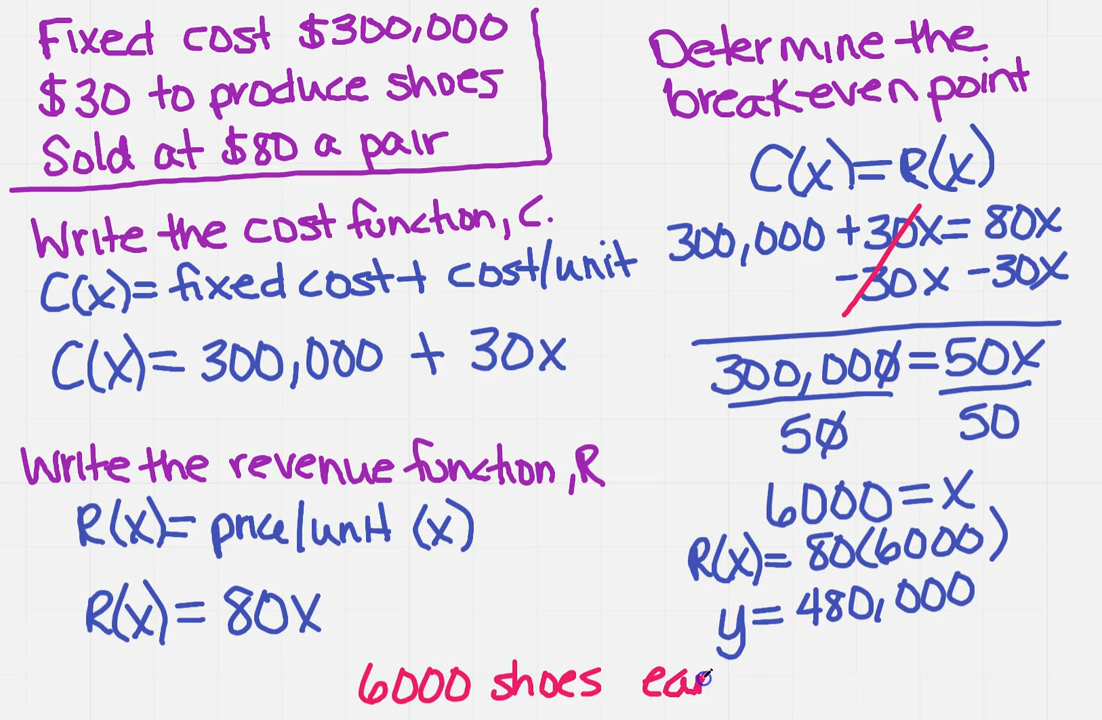 Fixed cost $300,000
$30 to produce shoes
Sold at $80 a pair
Write the cost function, C.
C(x)= fixed cost + cost/unit
C(x)= 300,000 + 30x
Write the revenue function, R
R(x)= price/unit (x)
R(x)= 80x
Determine the
break-even point
C(x)=R(x)
300,000 +30x= 80x
-30x -30x
300,000=50x
50 50
6000=x
R(x)= 80(6000)
y= 480,000
6000 shoes ear